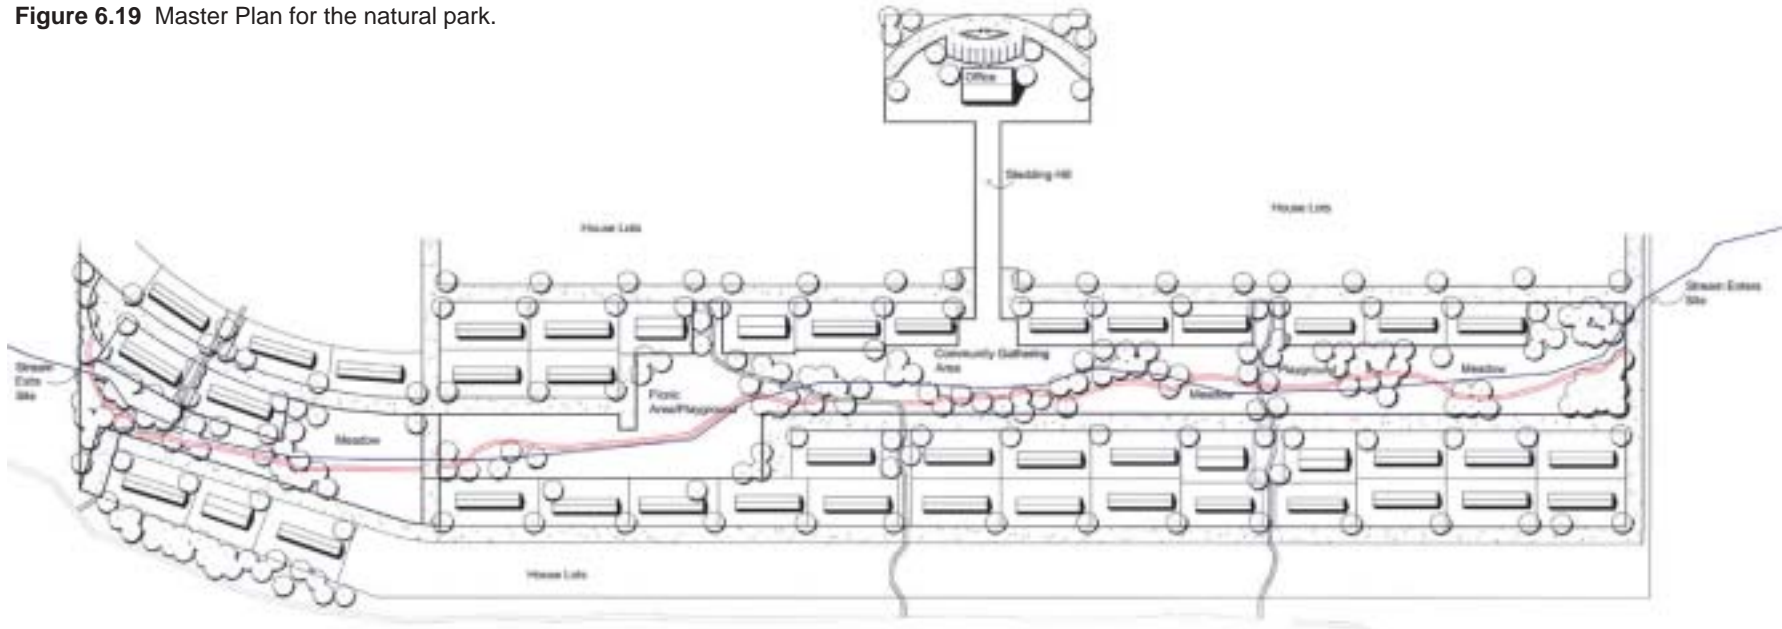 Figure 6.19 Master Plan for the natural park.
Office
Sledding Hill
House Lots
House Lots
Stream Enters
Site
Community Gathering
Area
Stream
Exits
Site
Playground
Meadow
Picnic
Area/Playground
Meadow
Meadow
House Lots